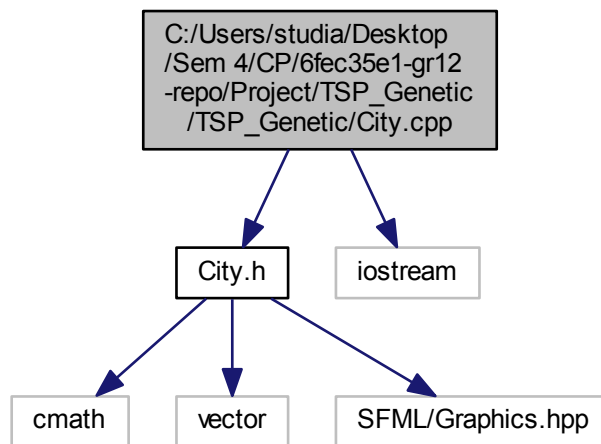 C:/Users/studia/Desktop
/Sem 4/CP/6fec35e1-gr12
-repo/Project/TSP_Genetic
/TSP_Genetic/City.cpp
City.h
iostream
cmath
vector
SFML/Graphics.hpp